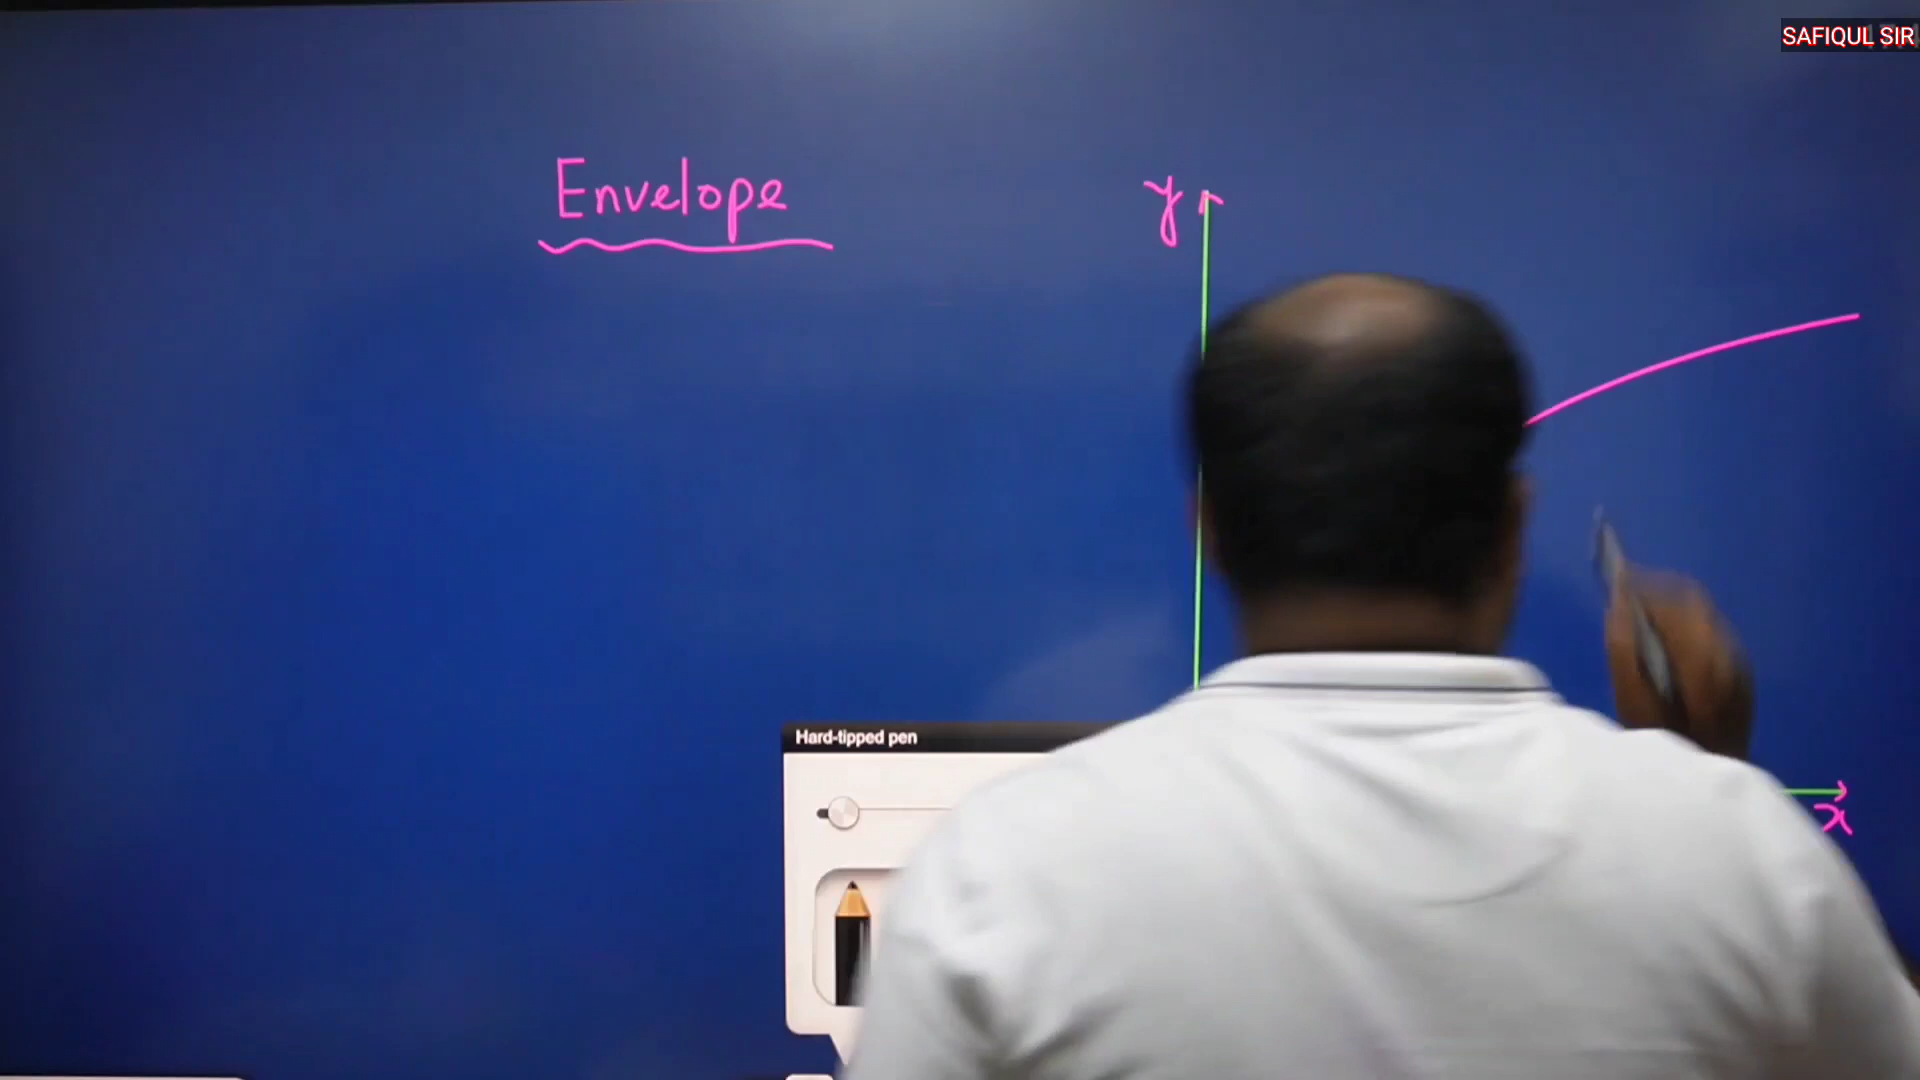 SAFIQUL SIR
Envelope
y
Hard-tipped pen
x